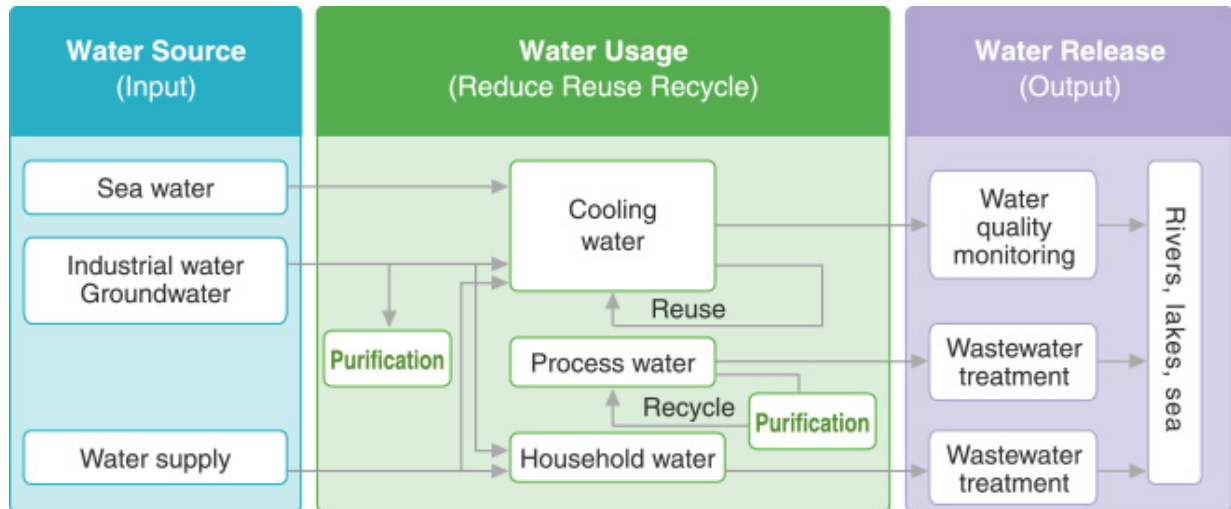 Water Source
(Input)
Sea water
Industrial water
Groundwater
Water supply
Water Usage
(Reduce Reuse Recycle)
Cooling
water
Reuse
Purification
Process water
Recycle
Purification
Household water
Water Release
(Output)
Water
quality
monitoring
Wastewater
treatment
Wastewater
treatment
Rivers, lakes, sea